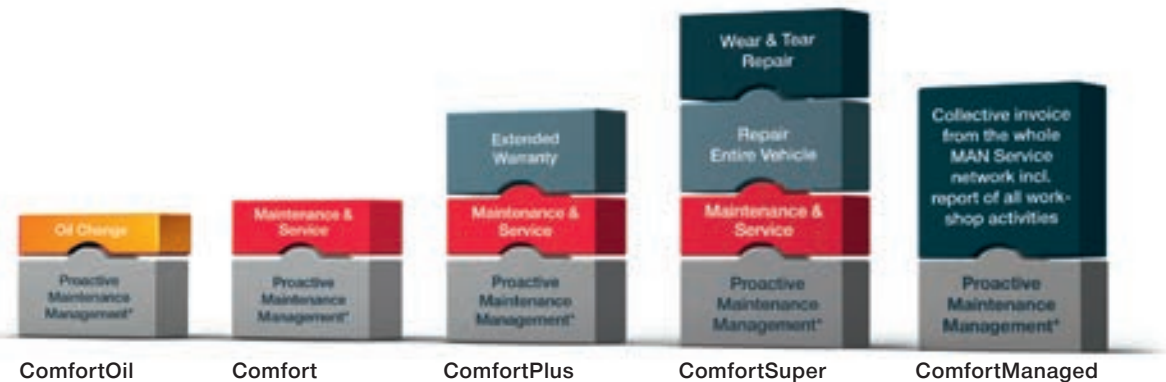 Oil Change
Proactive
Maintenance
Management*
ComfortOil
Maintenance &
Service
Proactive
Maintenance
Management*
Comfort
Extended
Warranty
Maintenance &
Service
Proactive
Maintenance
Management*
ComfortPlus
Wear & Tear
Repair
Repair
Entire Vehicle
Maintenance &
Service
Proactive
Maintenance
Management*
ComfortSuper
Collective invoice
from the whole
MAN Service
network incl.
report of all work-
shop activities
Proactive
Maintenance
Management*
ComfortManaged